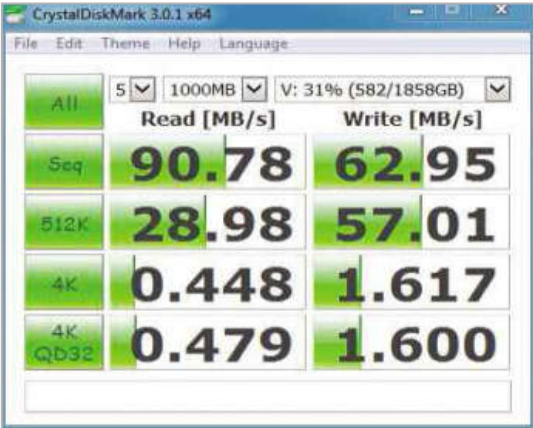 CrystalDiskMark 3.0.1 x64
File Edit Theme Help Language
All 5 1000MB V: 31% (582/1858GB)
Read [MB/s] Write [MB/s]
Seq 90.78 62.95
512K 28.98 57.01
4K 0.448 1.617
4K QD32 0.479 1.600